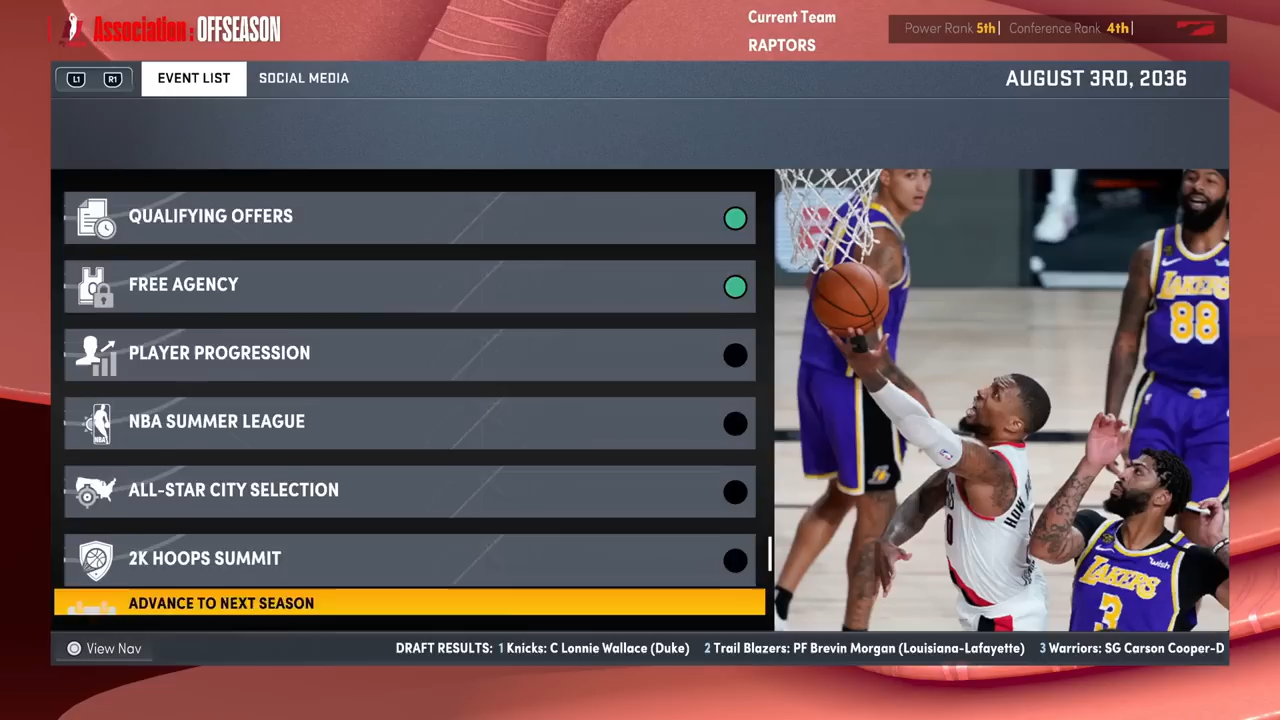 Association: OFFSEASON
Current Team
RAPTORS
Power Rank 5th| Conference Rank 4th|
L1 R1 EVENT LIST SOCIAL MEDIA
AUGUST 3RD, 2036
QUALIFYING OFFERS
FREE AGENCY
PLAYER PROGRESSION
NBA SUMMER LEAGUE
ALL-STAR CITY SELECTION
2K HOOPS SUMMIT
ADVANCE TO NEXT SEASON
LAKERS
88
wish
LAKERS
3
View Nav
DRAFT RESULTS: 1 Knicks: C Lonnie Wallace (Duke) 2 Trail Blazers: PF Brevin Morgan (Louisiana-Lafayette) 3 Warriors: SG Carson Cooper-D